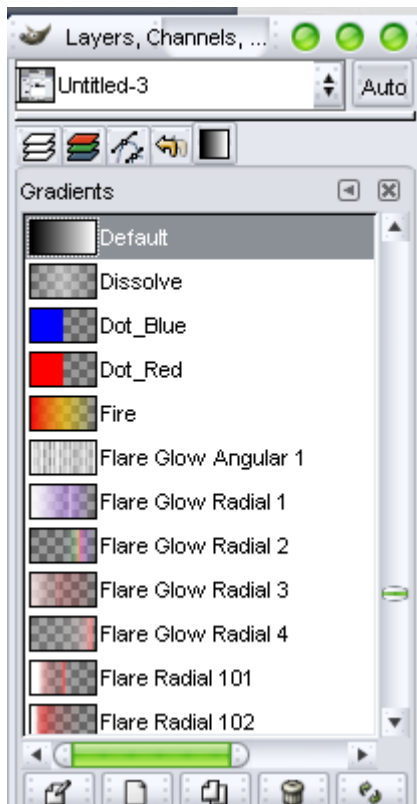 Layers, Channels, ...
Untitled-3
Auto
Gradients
Default
Dissolve
Dot_Blue
Dot_Red
Fire
Flare Glow Angular 1
Flare Glow Radial 1
Flare Glow Radial 2
Flare Glow Radial 3
Flare Glow Radial 4
Flare Radial 101
Flare Radial 102